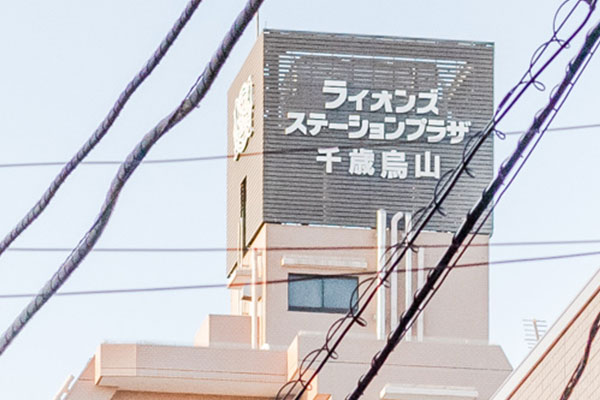 ライオンズ
ステーションプラザ
千歳烏山